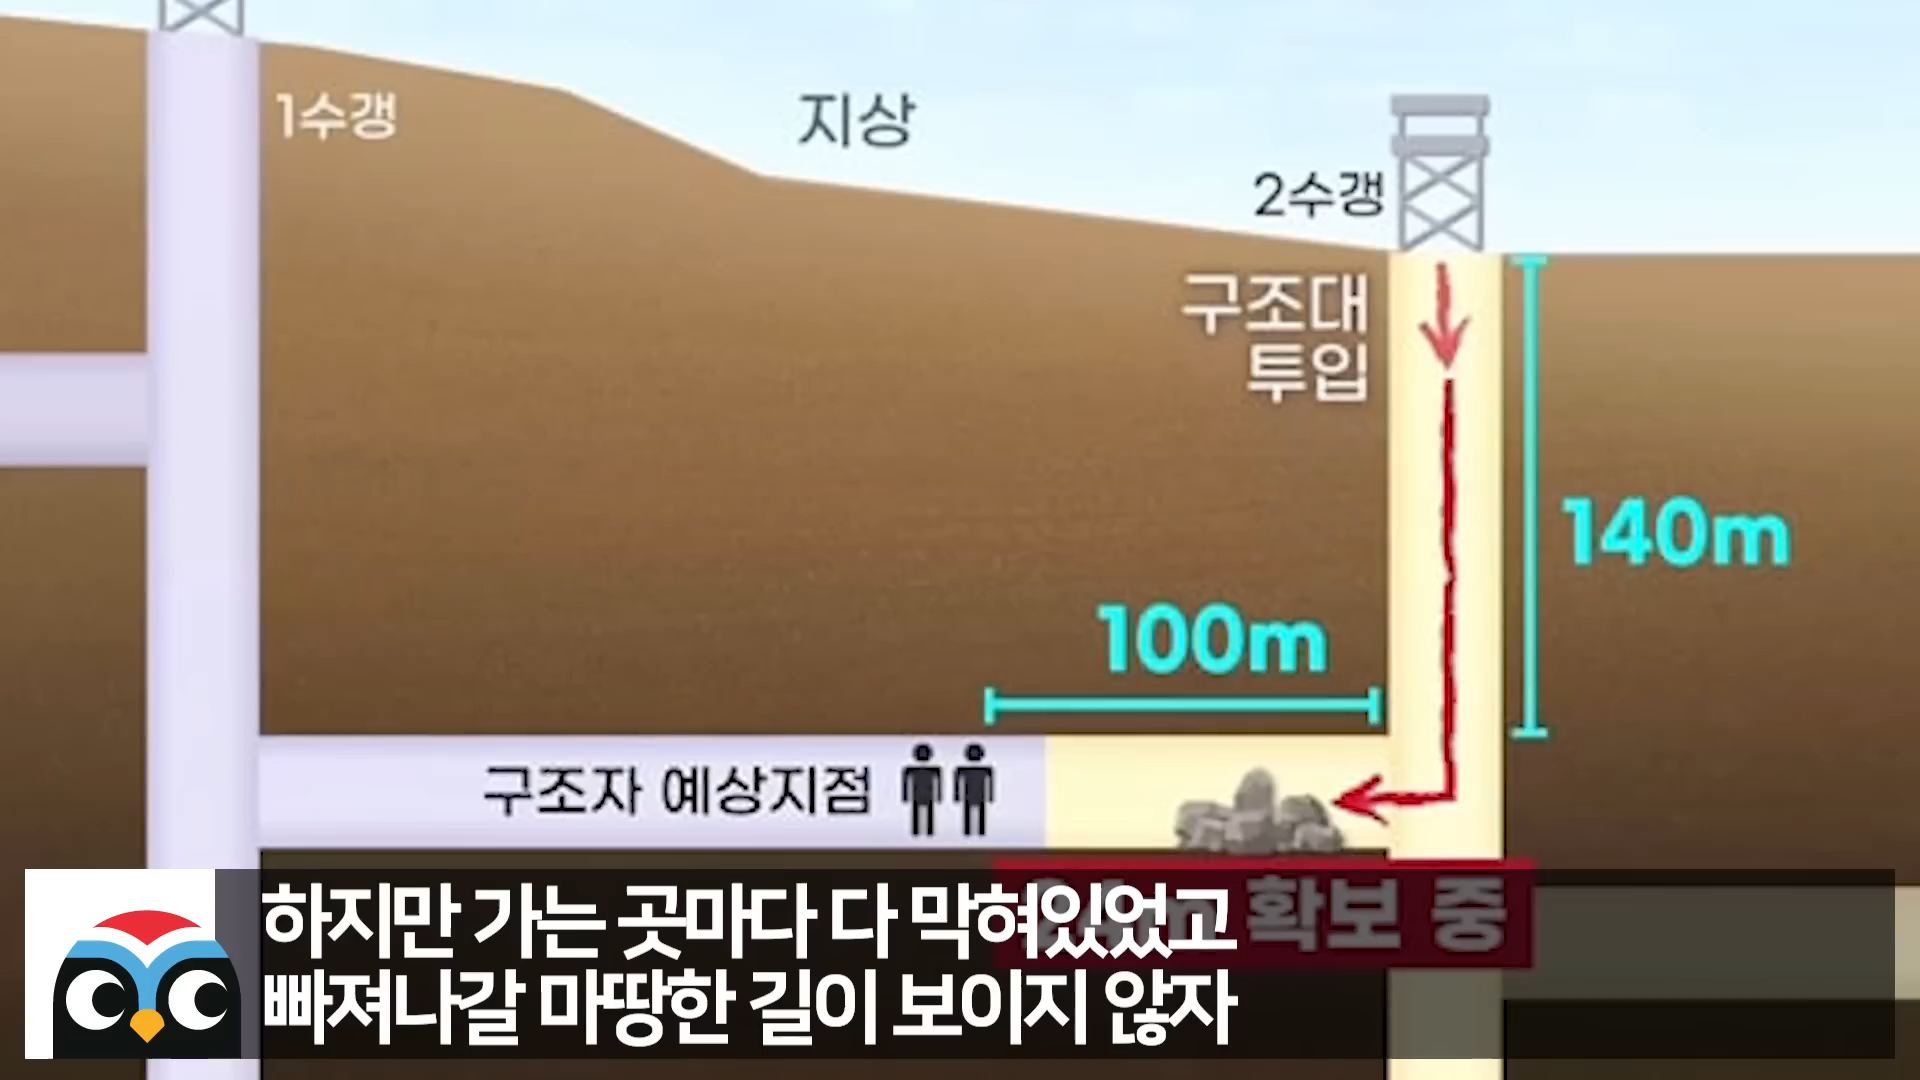 1수갱
지상
2수갱
구조대
투입
140m
100m
구조자 예상지점
확보 중
하지만 가는 곳마다 다 막혀있었고
빠져나갈 마땅한 길이 보이지 않자